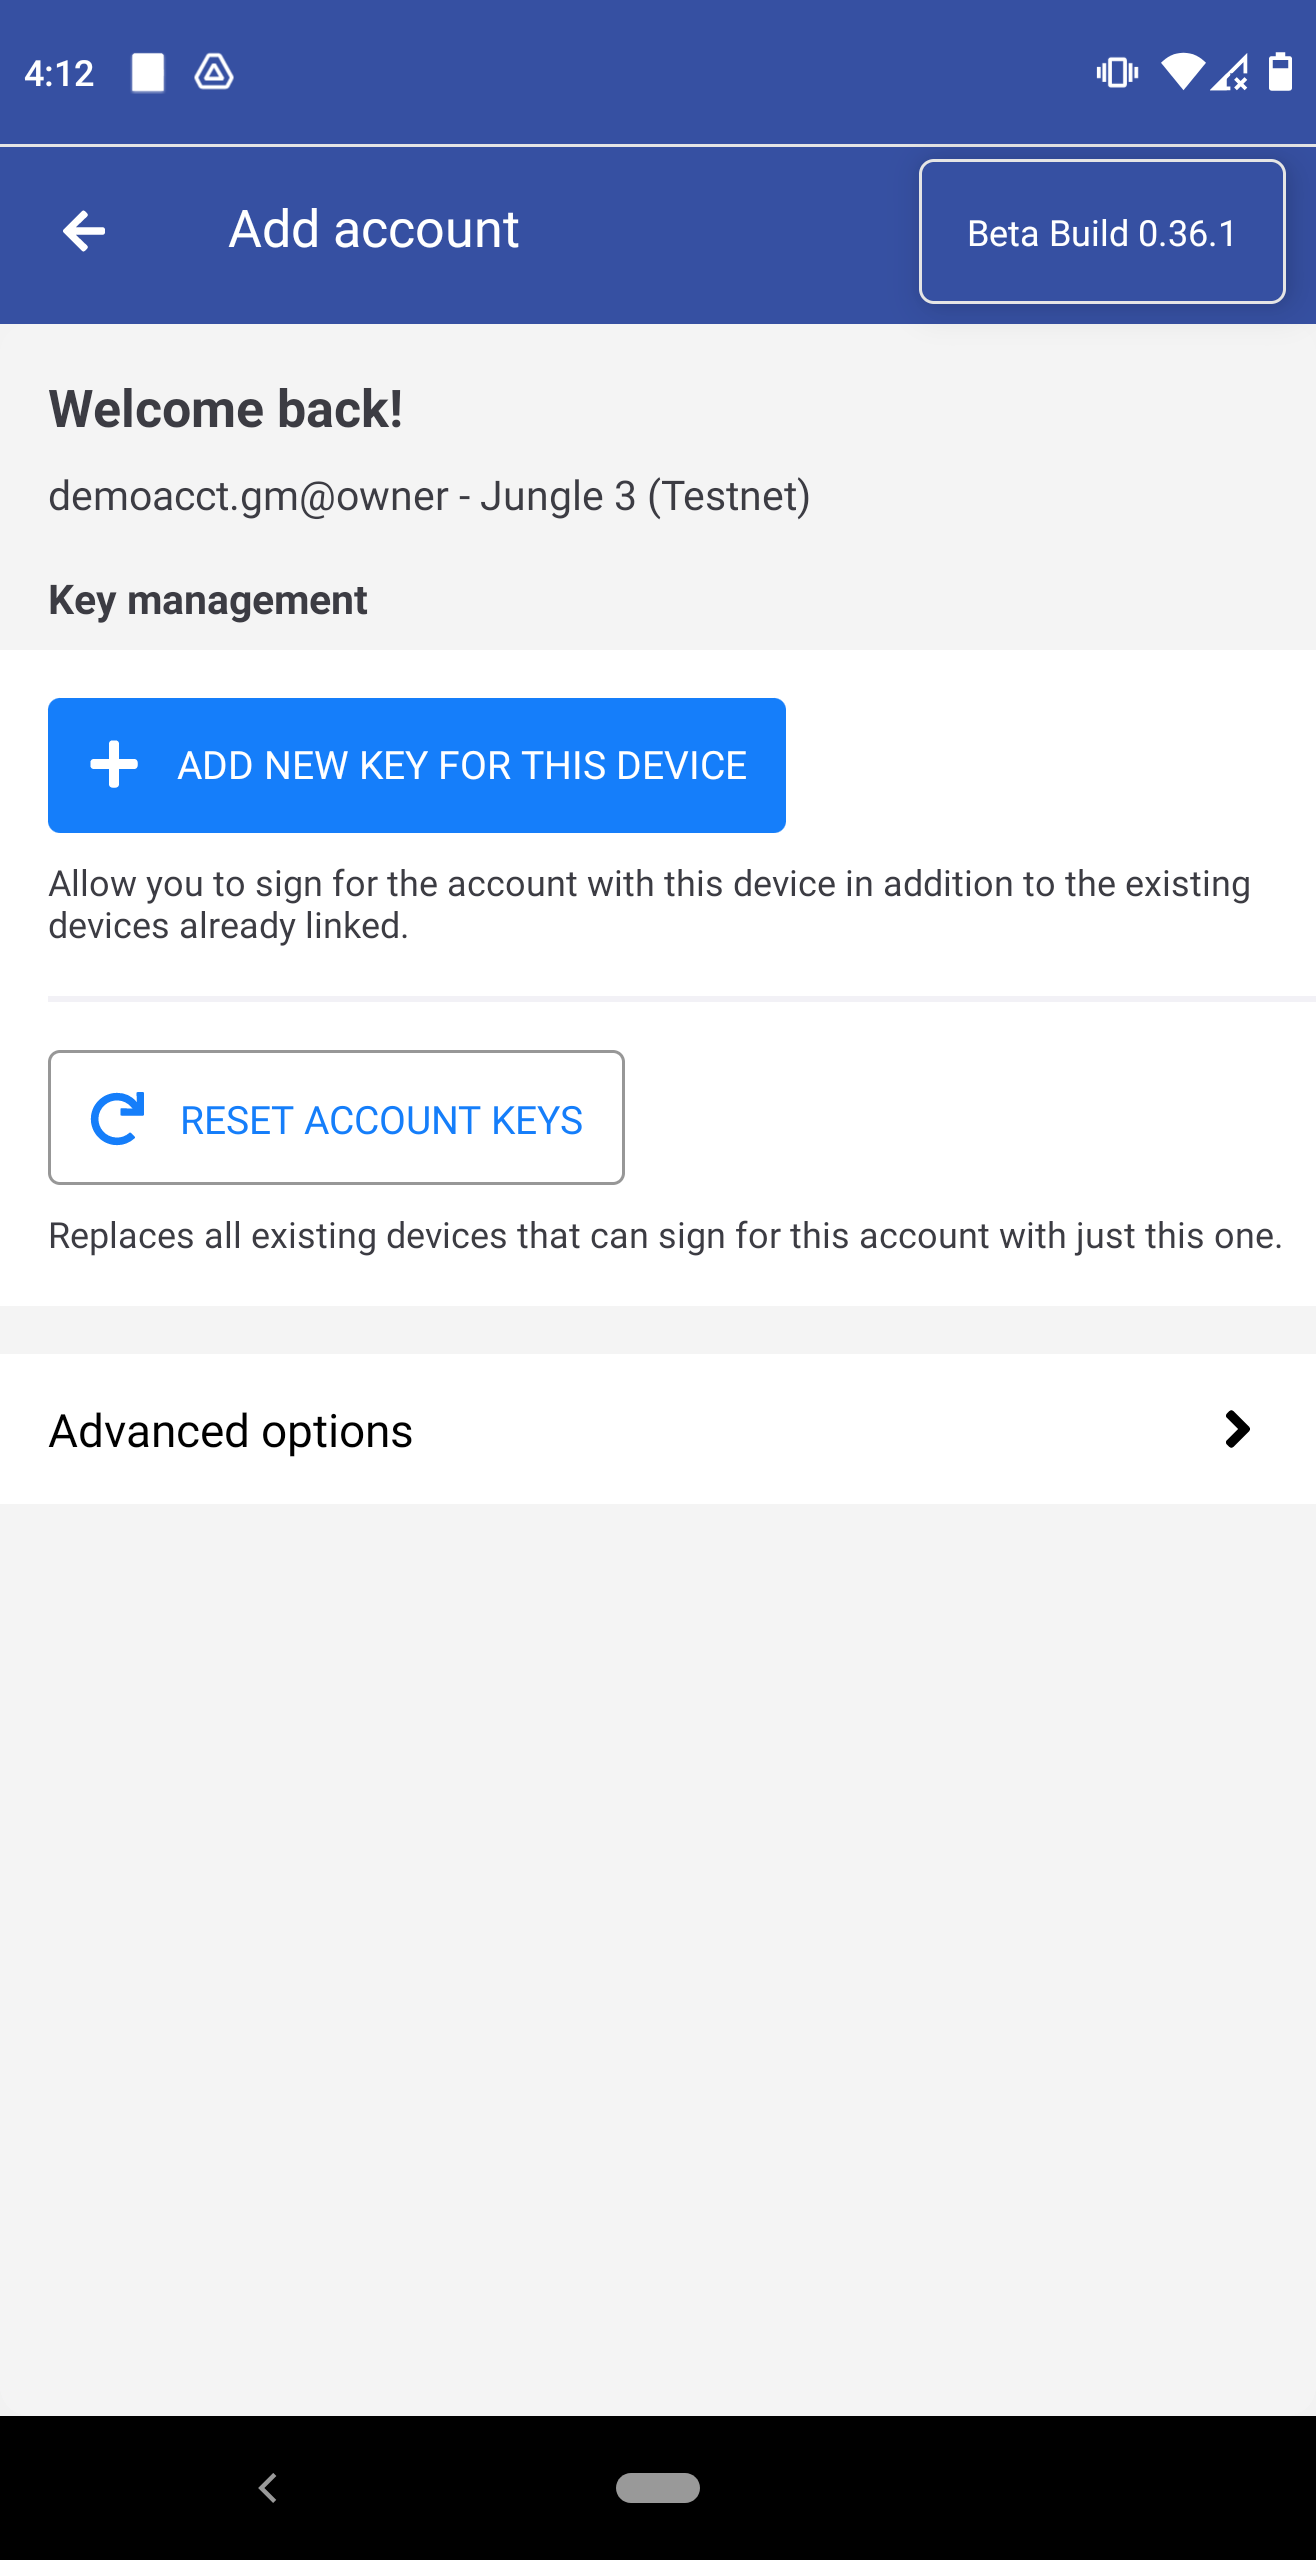 4:12
Add account
Beta Build 0.36.1
Welcome back!
demoacct.gm@owner - Jungle 3 (Testnet)
Key management
ADD NEW KEY FOR THIS DEVICE
Allow you to sign for the account with this device in addition to the existing
devices already linked.
RESET ACCOUNT KEYS
Replaces all existing devices that can sign for this account with just this one.
Advanced options